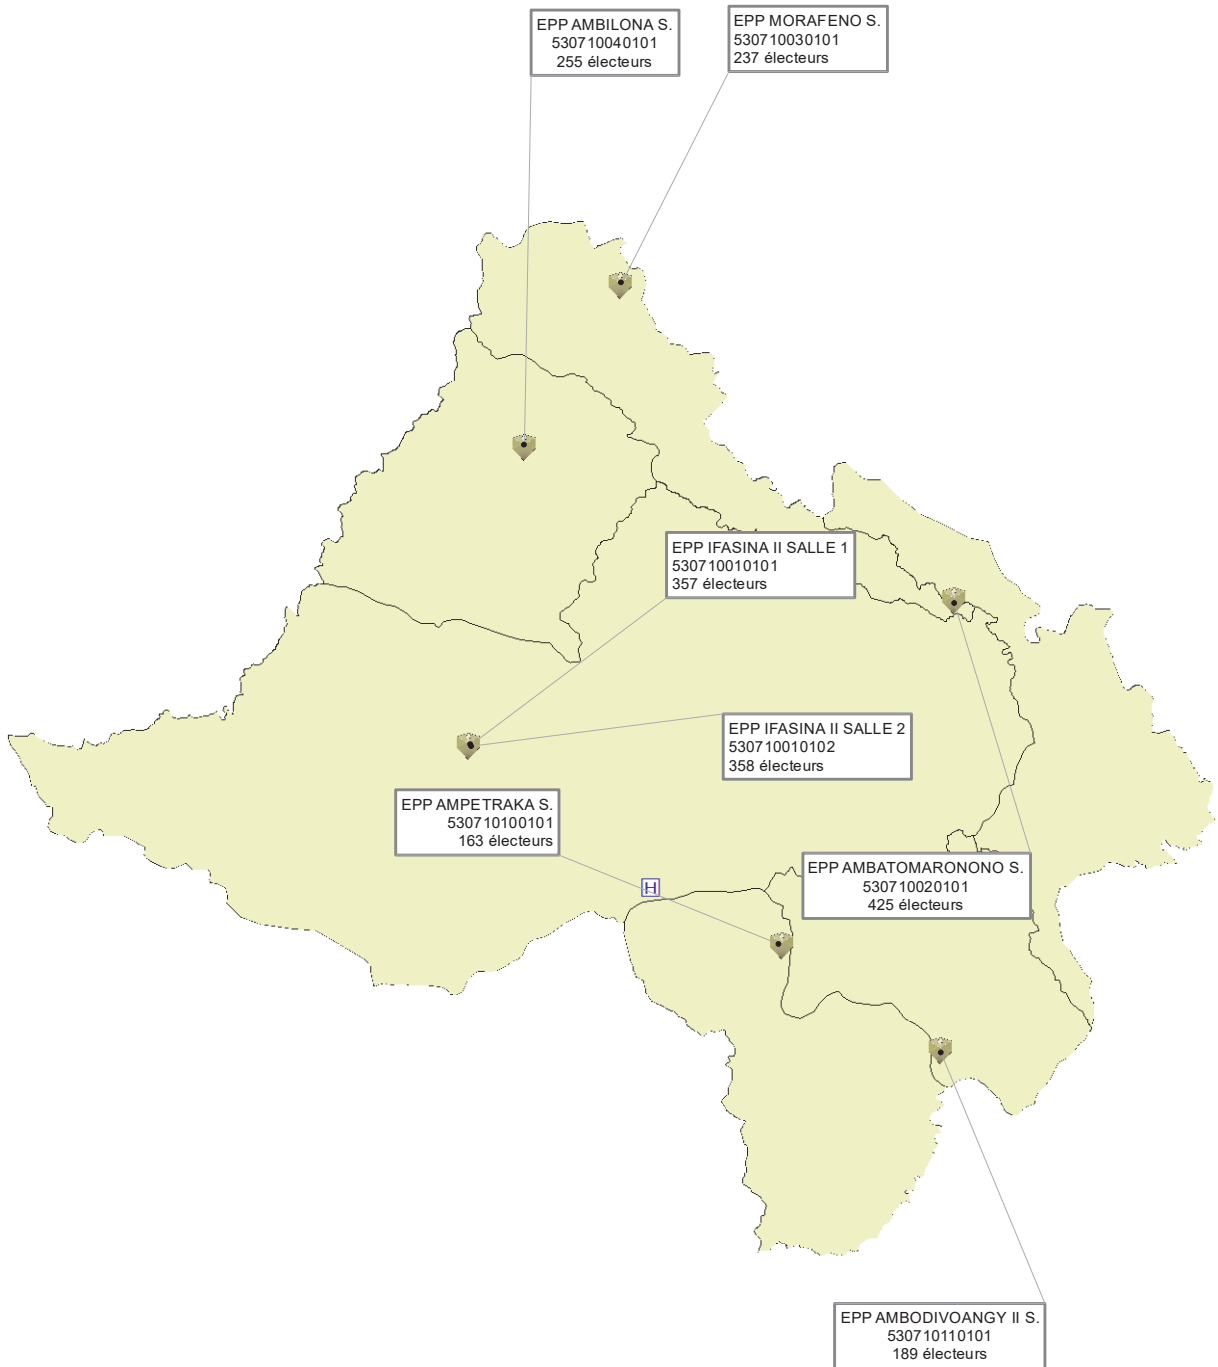 EPP AMBILONA S.
530710040101
255 électeurs
EPP MORAFENO S.
530710030101
237 électeurs
EPP IFASINA II SALLE 1
530710010101
357 électeurs
EPP IFASINA II SALLE 2
530710010102
358 électeurs
EPP AMPETRAKA S.
530710100101
163 électeurs
EPP AMBATOMARONONO S.
530710020101
425 électeurs
H
EPP AMBODIVOANGY II S.
530710110101
189 électeurs